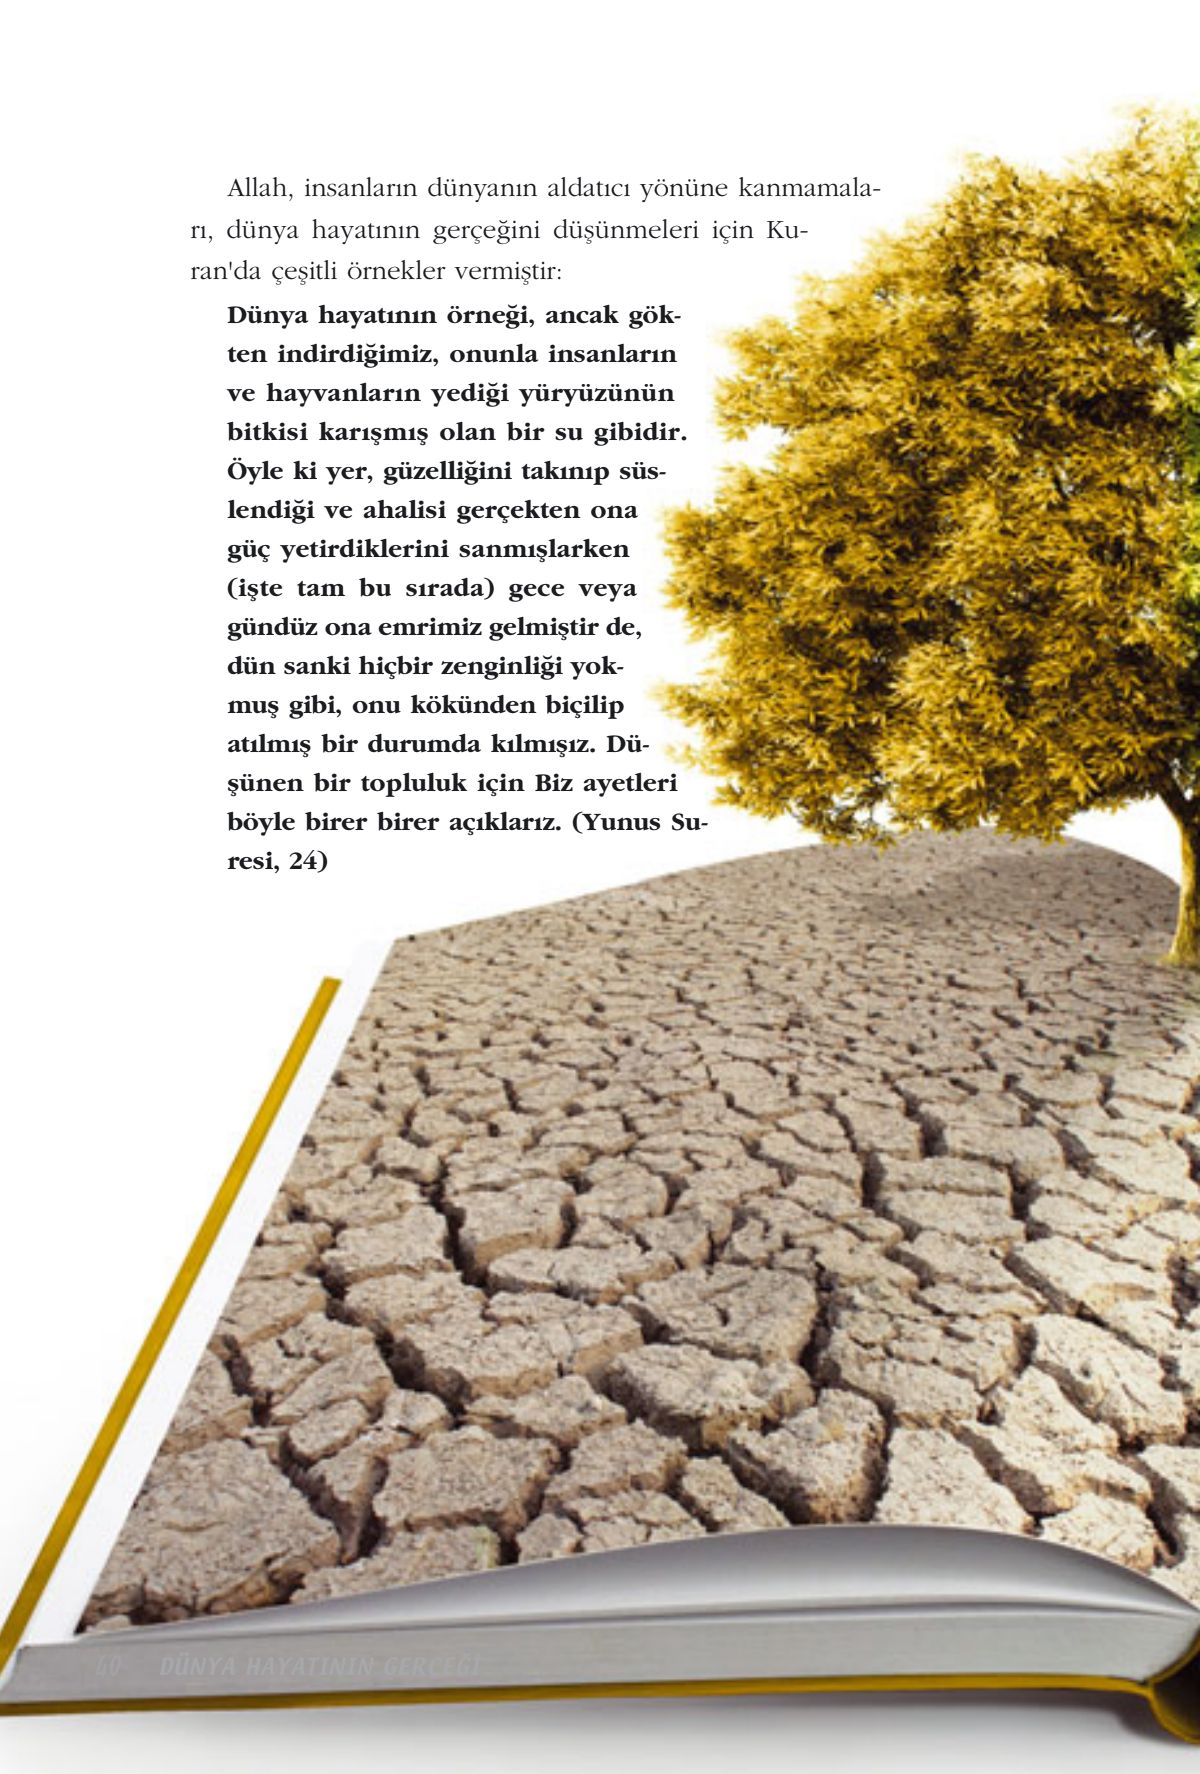 Allah, insanların dünyanın aldatıcı yönüne kanmamala-
rı, dünya hayatının gerçeğini düşünmeleri için Ku-
ran'da çeşitli örnekler vermiştir:
Dünya hayatının örneği, ancak gök-
ten indirdiğimiz, onunla insanların
ve hayvanların yediği yüryüzünün
bitkisi karışmış olan bir su gibidir.
Öyle ki yer, güzelliğini takınıp süs-
lendiği ve ahalisi gerçekten ona
güç yetirdiklerini sanmışlarken
(işte tam bu sırada) gece veya
gündüz ona emrimiz gelmiştir de,
dün sanki hiçbir zenginliği yok-
muş gibi, onu kökünden biçilip
atılmış bir durumda kılmışız. Dü-
şünen bir topluluk için Biz ayetleri
böyle birer birer açıklarız. (Yunus Su-
resi, 24)
40 DÜNYA HAYATININ GERÇEĞİ